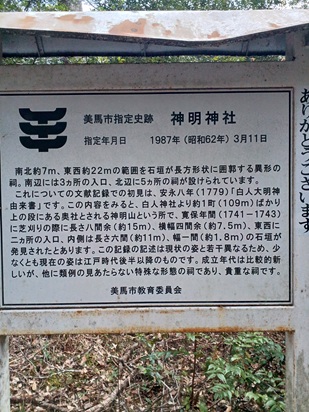 美馬市指定史跡 神明神社
指定年月日 1987年（昭和62年）3月11日
南北約7m、東西約22mの範囲を石垣が長方形状に囲郭する異形の
祠。南辺には3ヵ所の入口、北辺に5ヵ所の祠が設けられています。
これについての文献記録での初見は、安永八年（1779）「白人大明神
由来書」です。この内容をみると、白人神社より約1町（109m）ばかり
上の段にある奥社とされる神明山という所で、寛保年間（1741－1743）
に芝刈りの際に長さ八間余（約15m）、横幅四間余（約7.5m）、東西に
二ヵ所の入口、内側は長さ六間（約11m）、幅一間（約1.8m）の石垣が
発見されたとあります。この記録の記述は現状の姿と若干異なるため、少
なくとも現在の姿は江戸時代後半以降のものです。成立年代は比較的新
しいが、他に類例の見あたらない特殊な形態の祠であり、貴重な祠です。
美馬市教育委員会
ありがとうございます